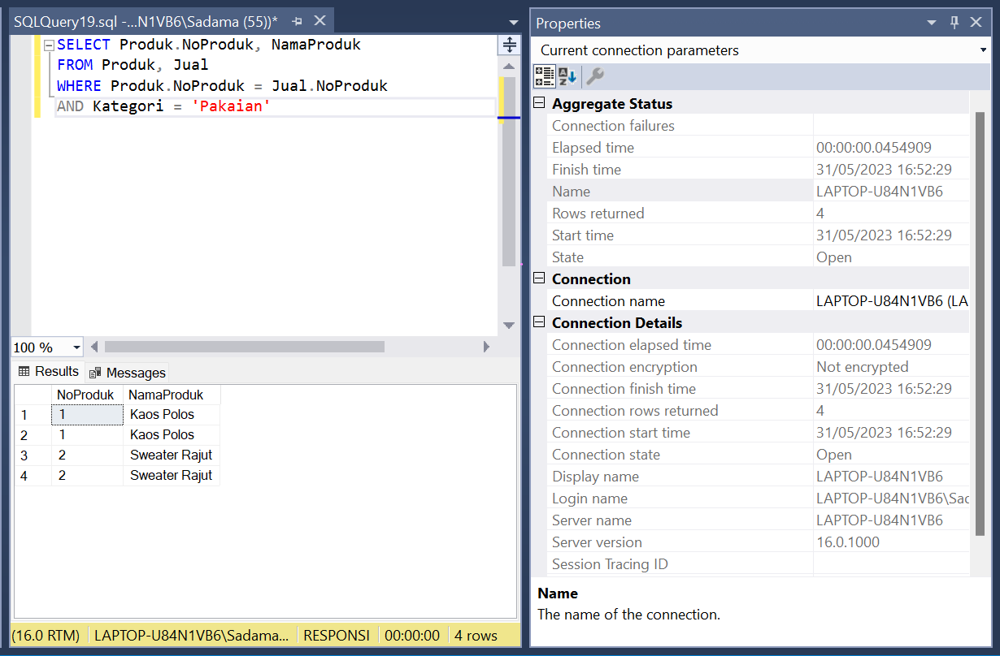 SQLQuery19.sql -...N1VB6\Sadama (55))*
SELECT Produk.NoProduk, NamaProduk
FROM Produk, Jual
WHERE Produk.NoProduk = Jual.NoProduk
AND Kategori = 'Pakaian'
100 %
Results Messages
NoProduk NamaProduk
1 1 Kaos Polos
2 1 Kaos Polos
3 2 Sweater Rajut
4 2 Sweater Rajut
(16.0 RTM) LAPTOP-U84N1VB6\Sadama... RESPONSI 00:00:00 4 rows
Properties
Current connection parameters
Aggregate Status
Connection failures
Elapsed time 00:00:00.0454909
Finish time 31/05/2023 16:52:29
Name LAPTOP-U84N1VB6
Rows returned 4
Start time 31/05/2023 16:52:29
State Open
Connection
Connection name LAPTOP-U84N1VB6 (LA
Connection Details
Connection elapsed time 00:00:00.0454909
Connection encryption Not encrypted
Connection finish time 31/05/2023 16:52:29
Connection rows returned 4
Connection start time 31/05/2023 16:52:29
Connection state Open
Display name LAPTOP-U84N1VB6
Login name LAPTOP-U84N1VB6\Sac
Server name LAPTOP-U84N1VB6
Server version 16.0.1000
Session Tracing ID
Name
The name of the connection.